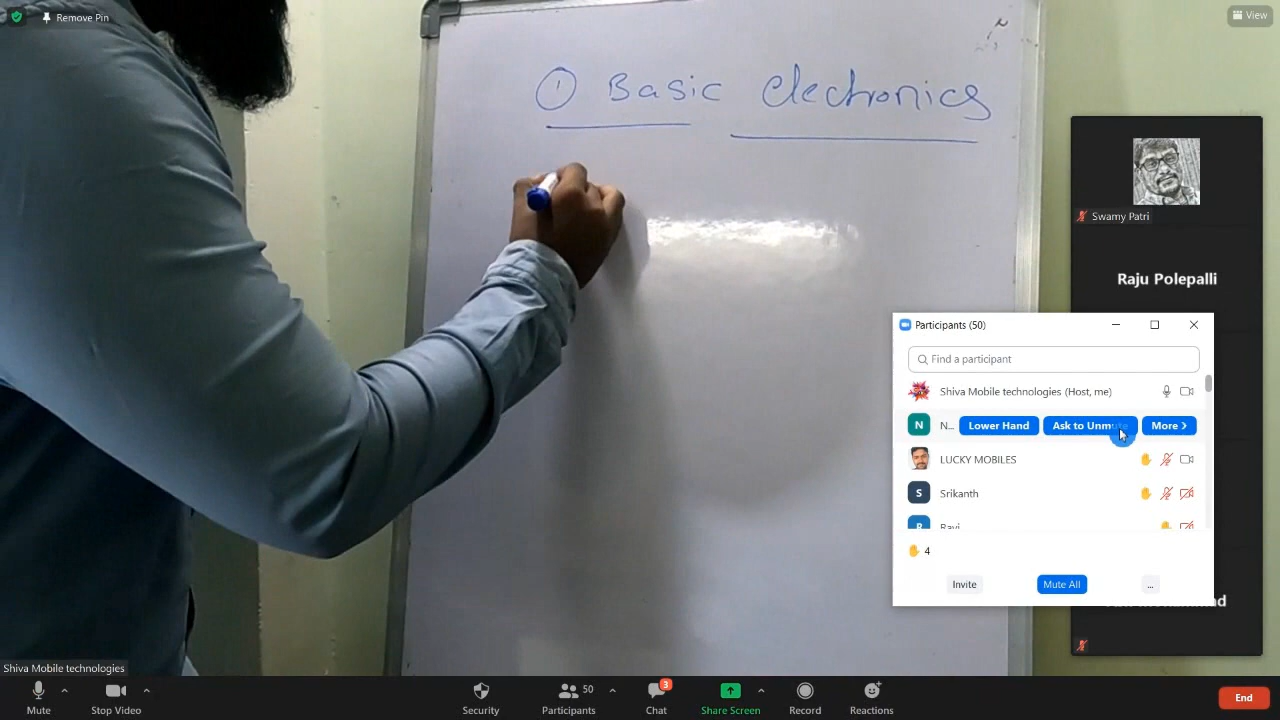 Remove Pin
View
① Basic electronics
Swamy Patri
Raju Polepalli
Participants (50)
Find a participant
Shiva Mobile technologies (Host, me)
N
N...
Lower Hand
Ask to Unmute
More
LUCKY MOBILES
S
Srikanth
R
Ravi
4
Invite
Mute All
...
Shiva Mobile technologies
Mute
Stop Video
Security
50
Participants
3
Chat
Share Screen
Record
Reactions
End